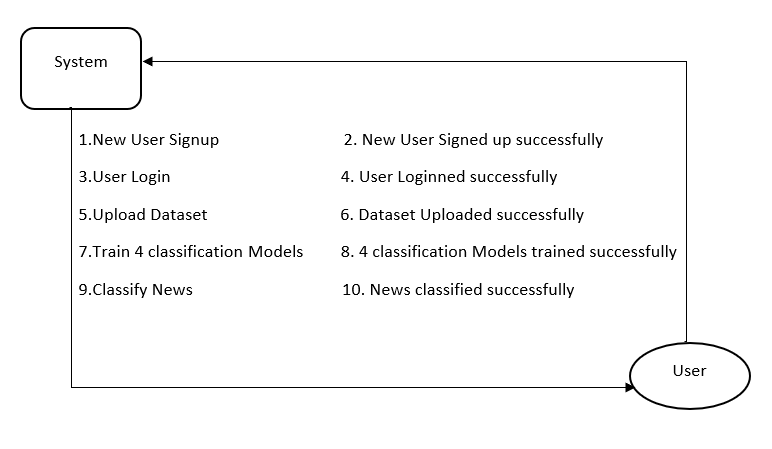 System
1.New User Signup
2. New User Signed up successfully
3.User Login
4. User Loginned successfully
5.Upload Dataset
6. Dataset Uploaded successfully
7.Train 4 classification Models
8. 4 classification Models trained successfully
9.Classify News
10. News classified successfully
User